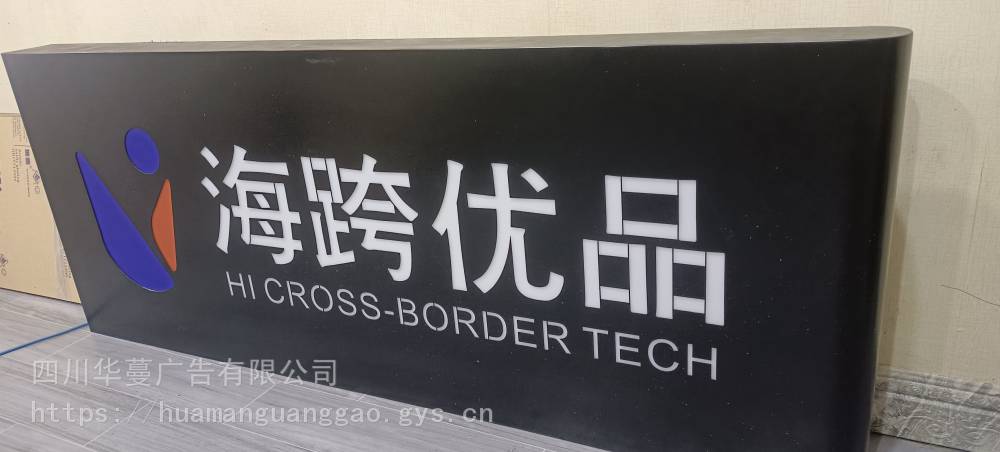 海跨优品
HI CROSS-BORDER TECH
四川华蔓广告有限公司
https://huamanguanggao.gys.cn